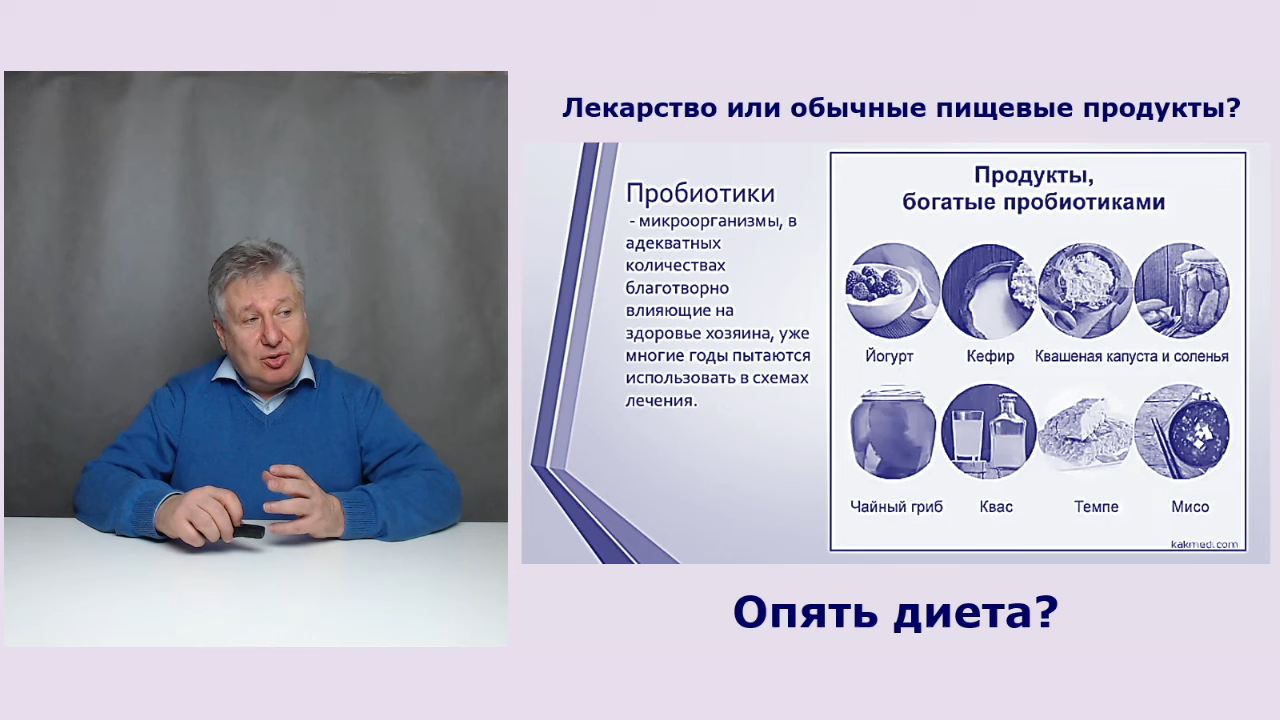 Лекарство или обычные пищевые продукты?
Пробиотики
- микроорганизмы, в
адекватных
количествах
благотворно
влияющие на
здоровье хозяина, уже
многие годы пытаются
использовать в схемах
лечения.
Продукты,
богатые пробиотиками
Йогурт
Кефир
Квашеная капуста и соленья
Чайный гриб
Квас
Темпе
Мисо
kakmed.com
Опять диета?